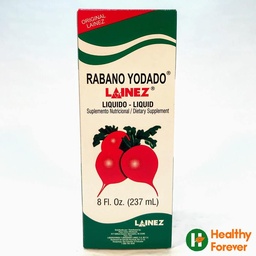 ORIGINAL
LAINEZ
RABANO YODADO®
LAINEZ®
LIQUIDO - LIQUID
Suplemento Nutricional / Dietary Supplement
8 Fl. Oz. (237 mL)
LAINEZ
Healthy
Forever